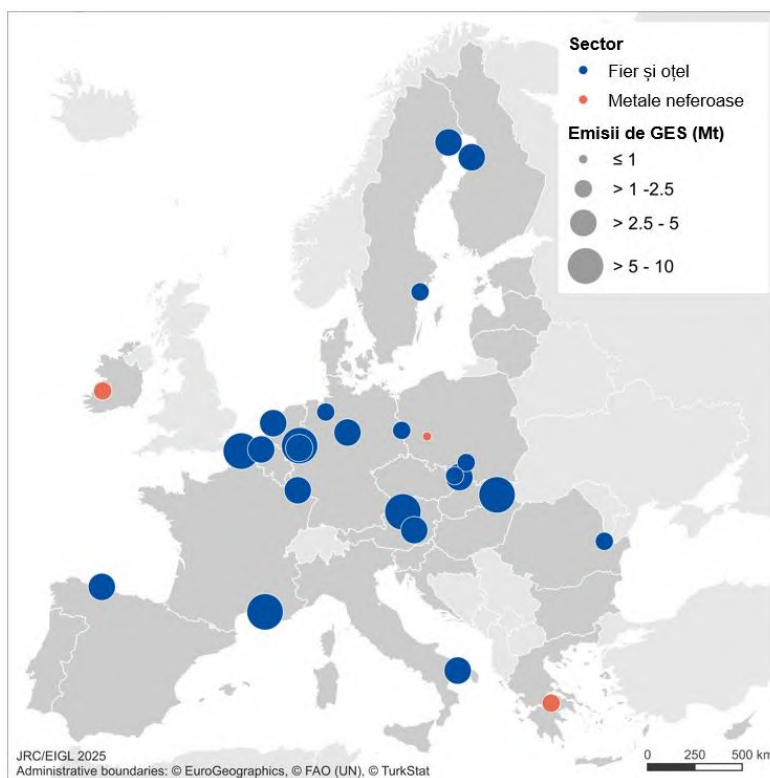 Sector
Fier și oțel
Metale neferoase
Emisii de GES (Mt)
≤ 1
> 1 -2.5
> 2.5 - 5
> 5 - 10
JRC/EIGL 2025
Administrative boundaries: © EuroGeographics, © FAO (UN), © TurkStat
0 250 500 km